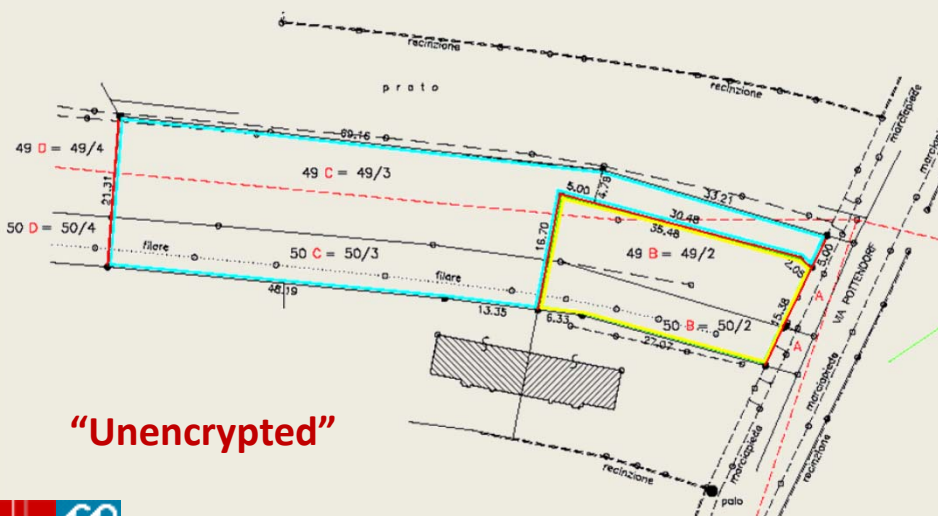 recinzione
recinzione
prato
marciapiede
69.16
49 D = 49/4
49 C = 49/3
4.78
5.00
33.21
30.48
35.48
21.31
50 D = 50/4
filare
50 C = 50/3
filare
16.70
49 B = 49/2
2.05
5.00
VIA POTTENDORF
A
15.38
48.19
13.35
6.33
50 B = 50/2
27.07
A
marciapiede
marciapiede
recinzione
"Unencrypted"
recinzione
palo